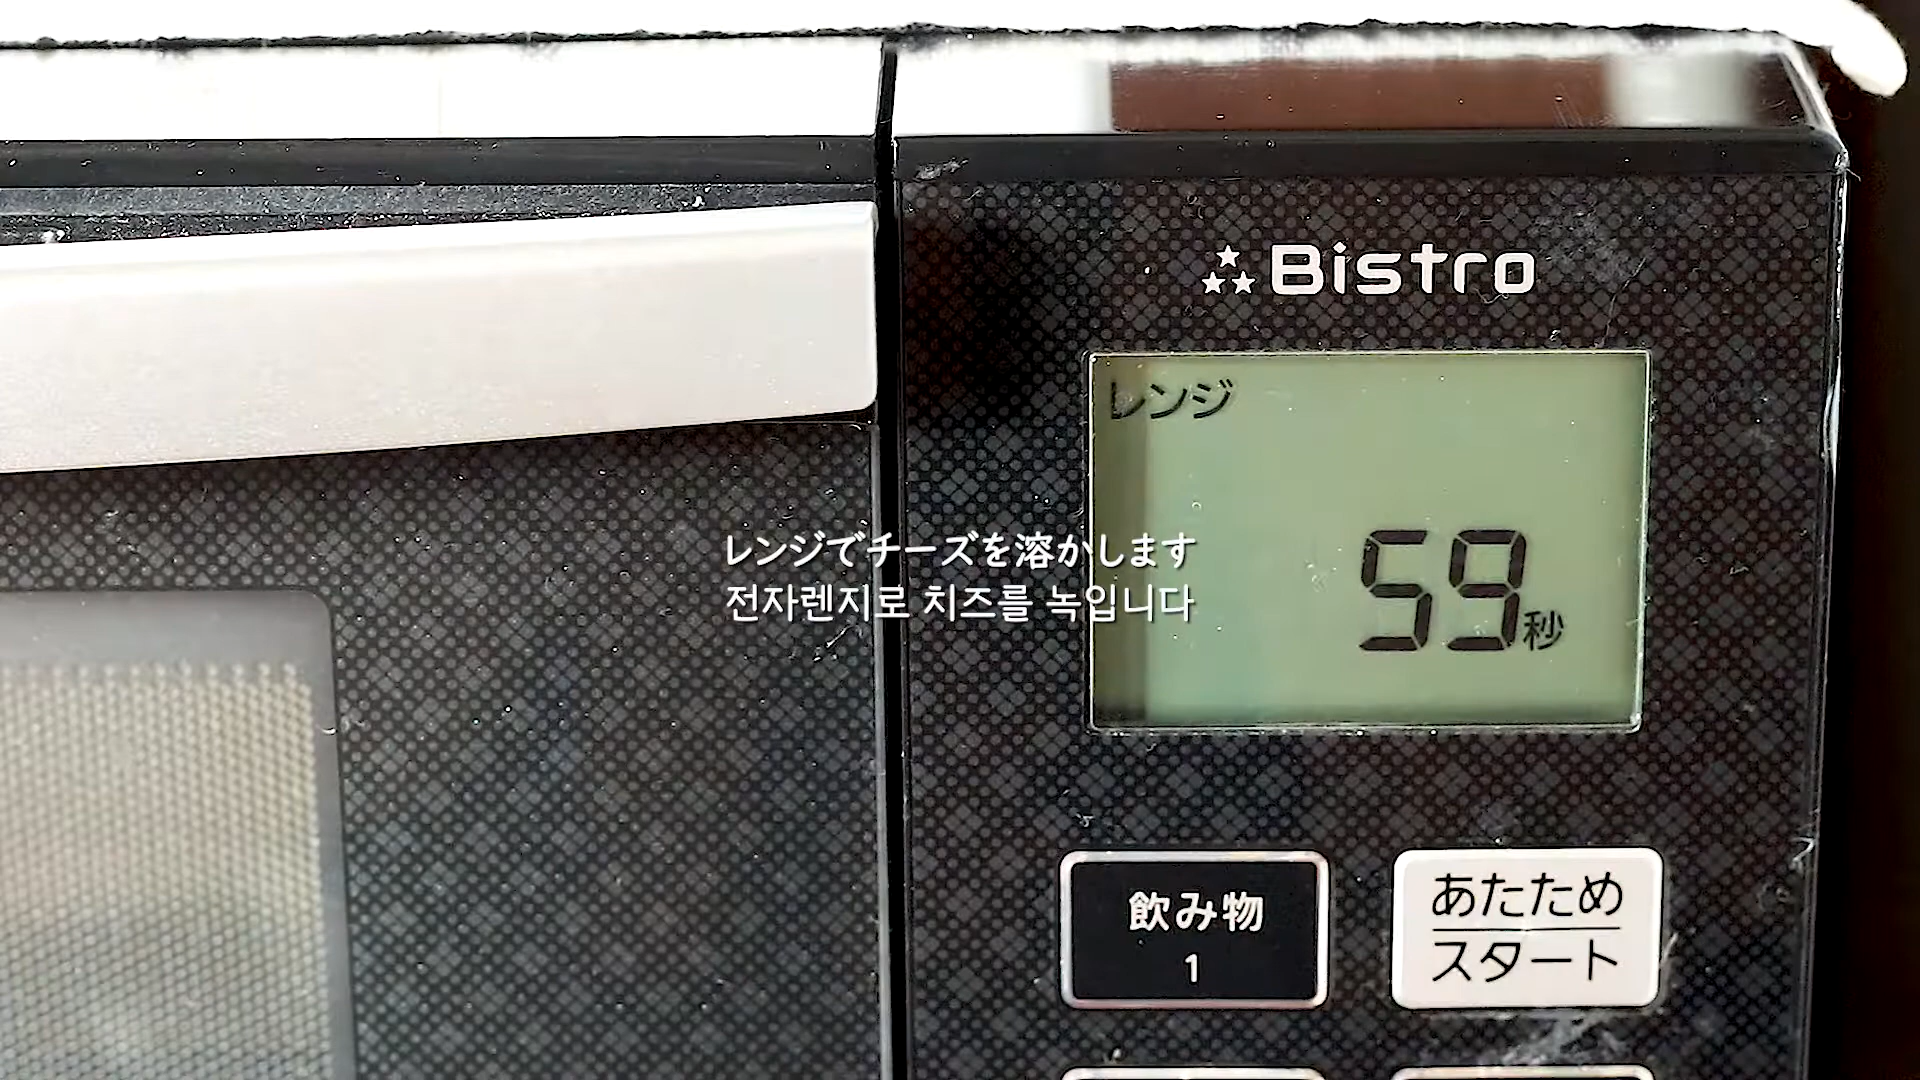 Bistro
レンジ
59秒
レンジでチーズを溶かします
전자렌지로 치즈를 녹입니다
飲み物
1
あたため
スタート